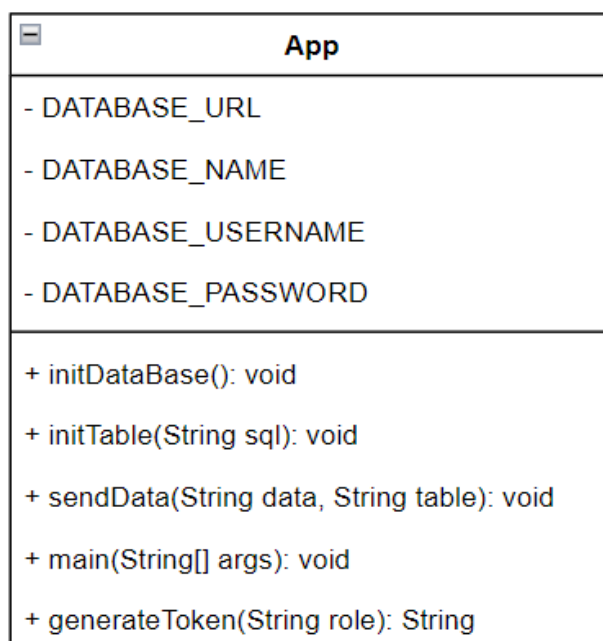 App
- DATABASE_URL
- DATABASE_NAME
- DATABASE_USERNAME
- DATABASE_PASSWORD
+ initDataBase(): void
+ initTable(String sql): void
+ sendData(String data, String table): void
+ main(String[] args): void
+ generateToken(String role): String